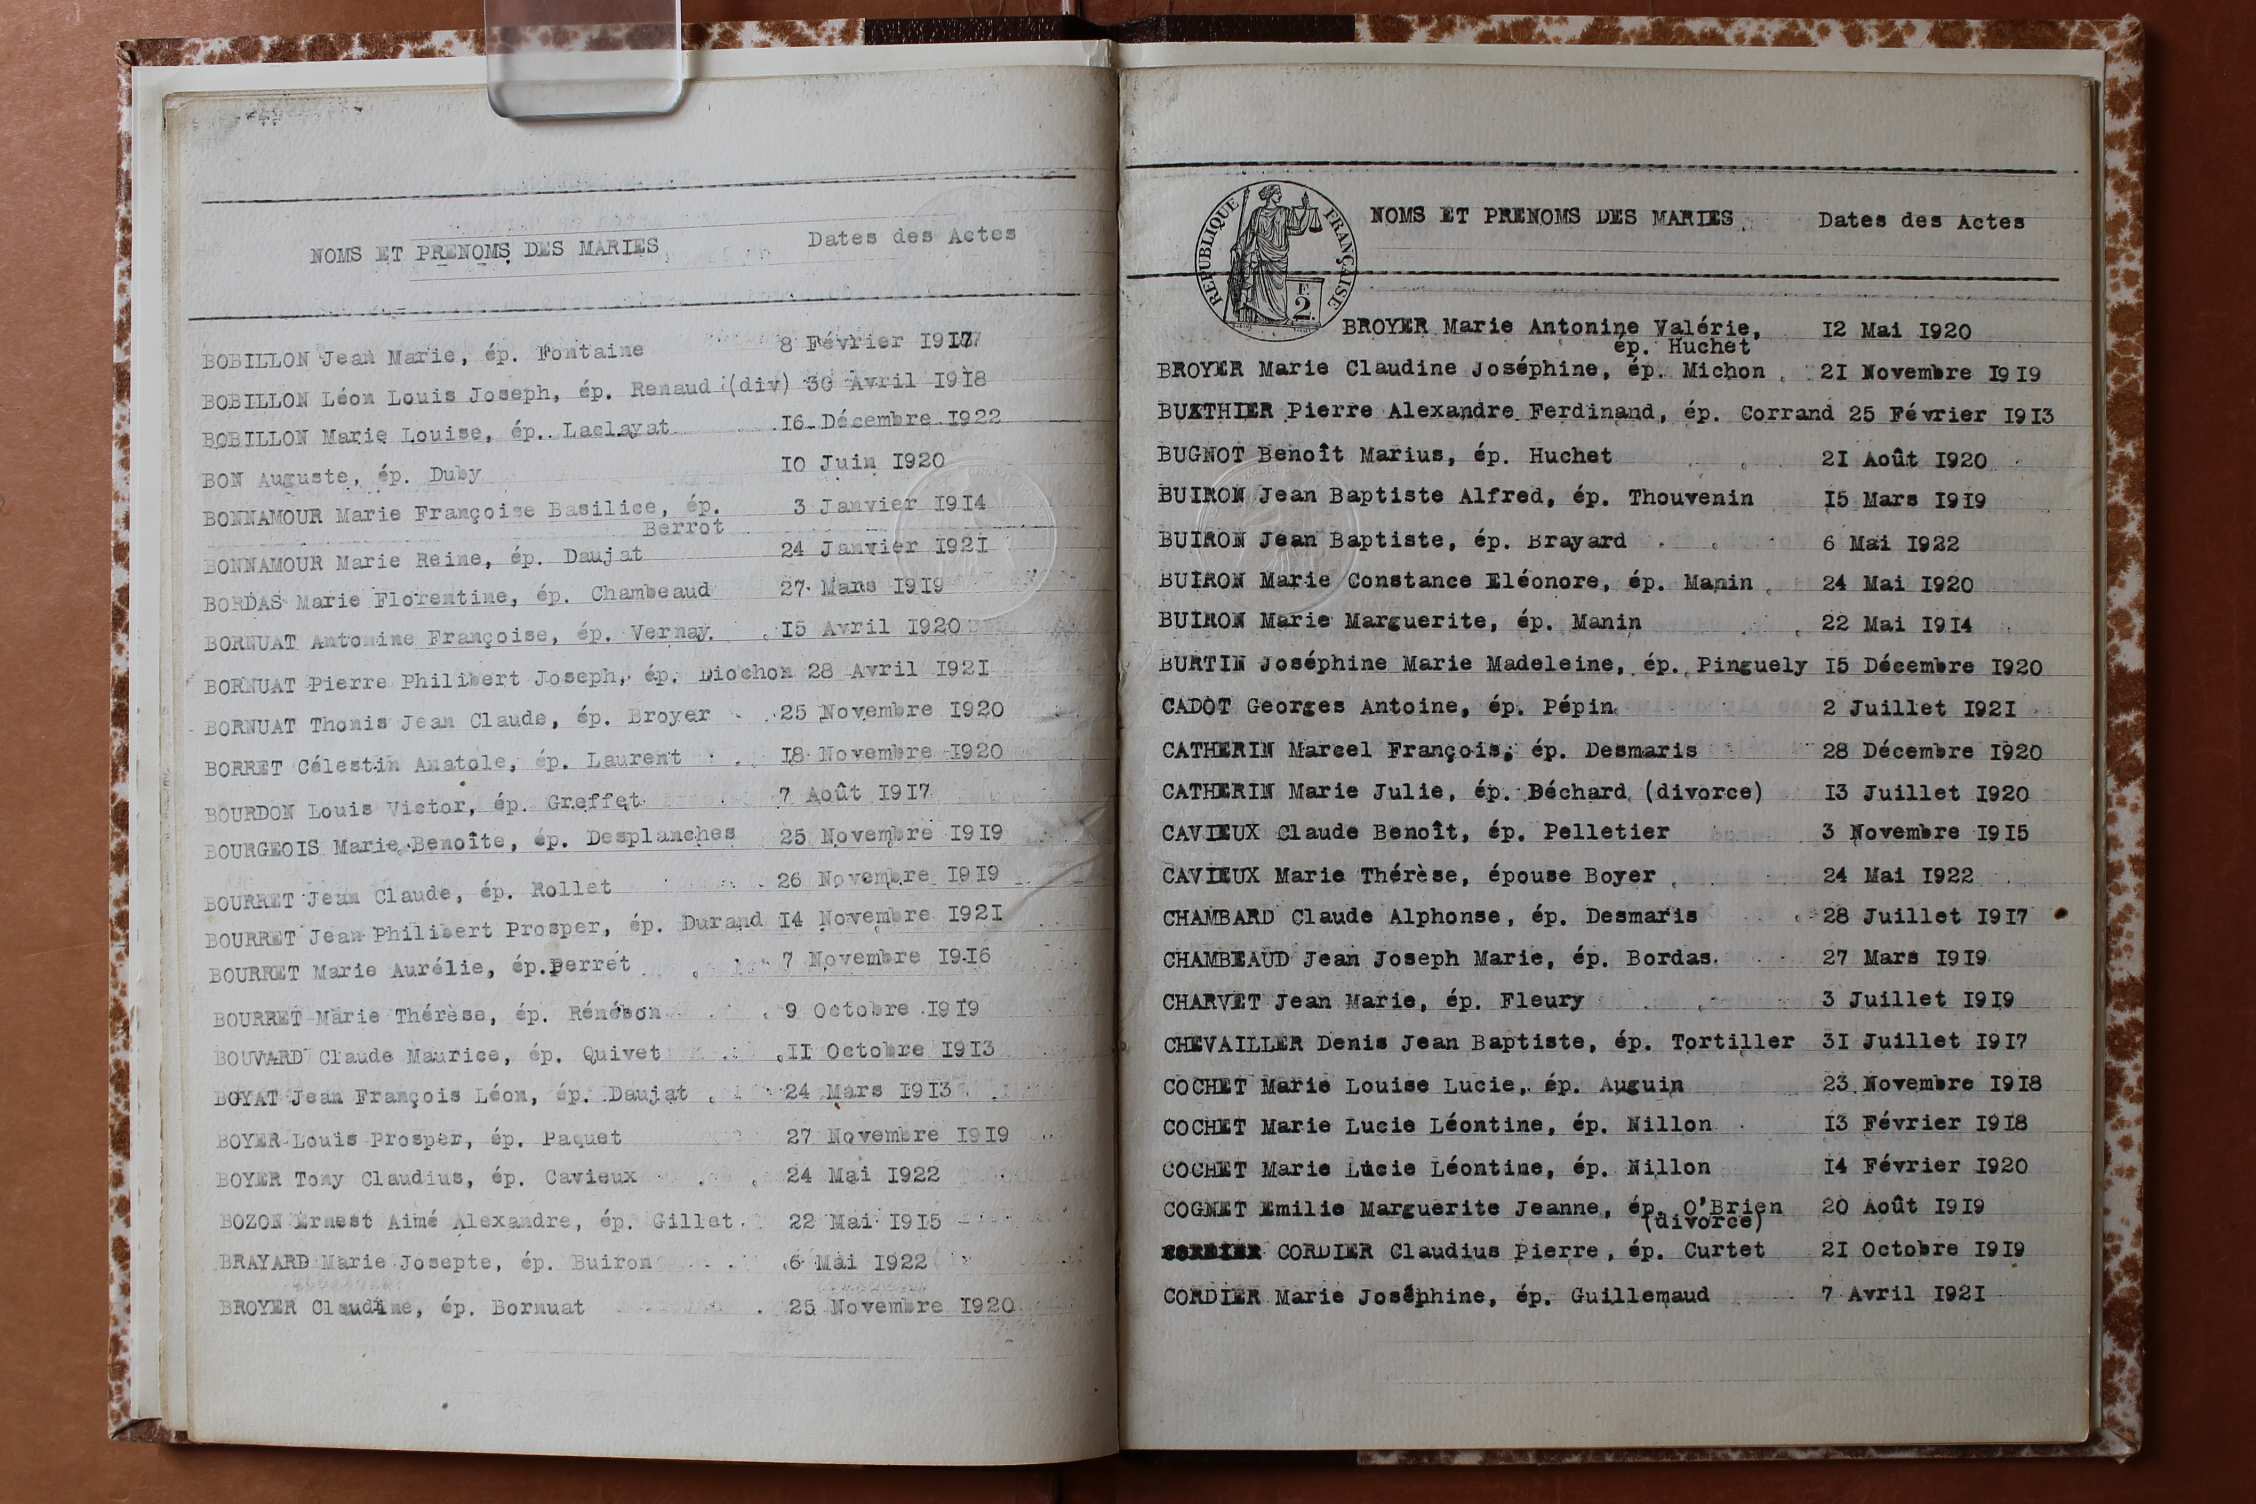 NOMS ET PRENOMS DES MARIES Dates des Actes
BOBILLON Jean Marie, ép. Fontaine 8 Février 1917
BOBILLON Léon Louis Joseph, ép. Renaud (div) 30 Avril 1918
BOBILLON Marie Louise, ép. Laclayat 16 Décembre 1922
BON Auguste, ép. Duby 10 Juin 1920
BONNAMOUR Marie Françoise Basilice, ép. 3 Janvier 1914
Berrot
BONNAMOUR Marie Reine, ép. Daujat 24 Janvier 1921
BORDAS Marie Florentine, ép. Chambeaud 27 Mars 1919
BORNUAT Antonine Françoise, ép. Vernay 15 Avril 1920
BORNUAT Pierre Philibert Joseph, ép. Diochon 28 Avril 1921
BORNUAT Thomis Jean Claude, ép. Broyer 25 Novembre 1920
BORRET Célestin Anatole, ép. Laurent 18 Novembre 1920
BOURDON Louis Victor, ép. Greffet 7 Août 1917
BOURGEOIS Marie Benoîte, ép. Desplanches 25 Novembre 1919
BOURRET Jean Claude, ép. Rollet 26 Novembre 1919
BOURRET Jean Philibert Prosper, ép. Durand 14 Novembre 1921
BOURRET Marie Aurélie, ép.Perret 7 Novembre 1916
BOURRET Marie Thérèse, ép. Rénébon 9 Octobre 1919
BOUVARD Claude Maurice, ép. Quivet 11 Octobre 1913
BOYAT Jean François Léon, ép. Daujat 24 Mars 1913
BOYER Louis Prosper, ép. Paquet 27 Novembre 1919
BOYER Tony Claudius, ép. Cavieux 24 Mai 1922
BOZON Ernest Aimé Alexandre, ép. Gillet 22 Mai 1915
BRAYARD Marie Josepte, ép. Buiron 6 Mai 1922
BROYER Claudine, ép. Bornuat 25 Novembre 1920
REPUBLIQUE FRANÇAISE
F. 2.
NOMS ET PRENOMS DES MARIES Dates des Actes
BROYER Marie Antonine Valérie, 12 Mai 1920
ép. Huchet
BROYER Marie Claudine Joséphine, ép. Michon 21 Novembre 1919
BUATHIER Pierre Alexandre Ferdinand, ép. Corrand 25 Février 1913
BUGNOT Benoît Marius, ép. Huchet 21 Août 1920
BUIRON Jean Baptiste Alfred, ép. Thouvenin 15 Mars 1919
BUIRON Jean Baptiste, ép. Brayard 6 Mai 1922
BUIRON Marie Constance Eléonore, ép. Manin 24 Mai 1920
BUIRON Marie Marguerite, ép. Manin 22 Mai 1914
BURTIN Joséphine Marie Madeleine, ép. Pinguely 15 Décembre 1920
CADOT Georges Antoine, ép. Pépin 2 Juillet 1921
CATHERIN Marcel François, ép. Desmaris 28 Décembre 1920
CATHERIN Marie Julie, ép. Béchard (divorce) 13 Juillet 1920
CAVIEUX Claude Benoît, ép. Pelletier 3 Novembre 1915
CAVIEUX Marie Thérèse, épouse Boyer 24 Mai 1922
CHAMBARD Claude Alphonse, ép. Desmaris 28 Juillet 1917
CHAMBEAUD Jean Joseph Marie, ép. Bordas 27 Mars 1919
CHARVET Jean Marie, ép. Fleury 3 Juillet 1919
CHEVAILLER Denis Jean Baptiste, ép. Tortiller 31 Juillet 1917
COCHET Marie Louise Lucie, ép. Auguin 23 Novembre 1918
COCHET Marie Lucie Léontine, ép. Nillon 13 Février 1918
COCHET Marie Lucie Léontine, ép. Nillon 14 Février 1920
COGNET Emilie Marguerite Jeanne, ép. O'Brien 20 Août 1919
(divorce)
CORDIER Claudius Pierre, ép. Curtet 21 Octobre 1919
CORDIER Marie Joséphine, ép. Guillemaud 7 Avril 1921